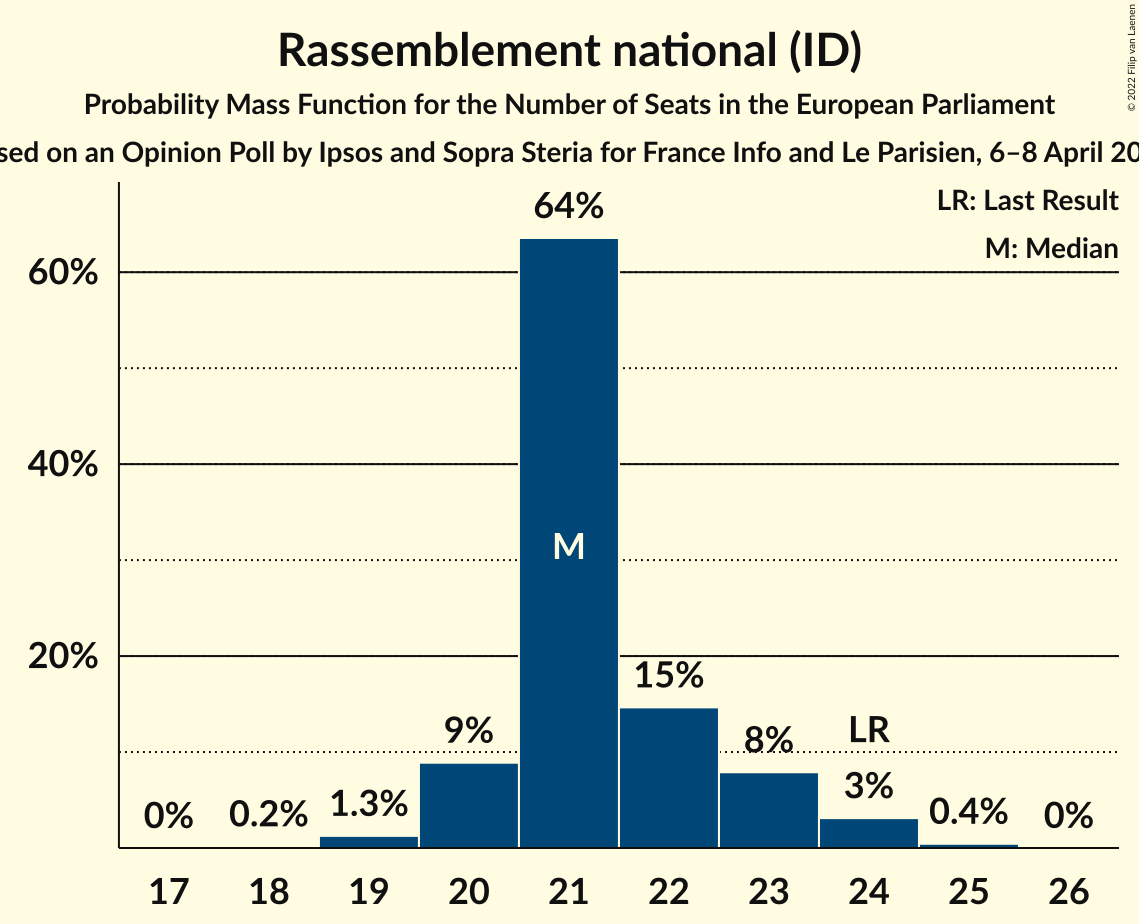 Rassemblement national (ID)
Probability Mass Function for the Number of Seats in the European Parliament
on an Opinion Poll by Ipsos and Sopra Steria for France Info and Le Parisien, 6–8 April
© 2022 Filip van Laenen
LR: Last Result
M: Median
64%
60%
40%
M
20%
15%
9%
8%
LR
3%
0%
0.2%
1.3%
0.4%
0%
17 18 19 20 21 22 23 24 25 26